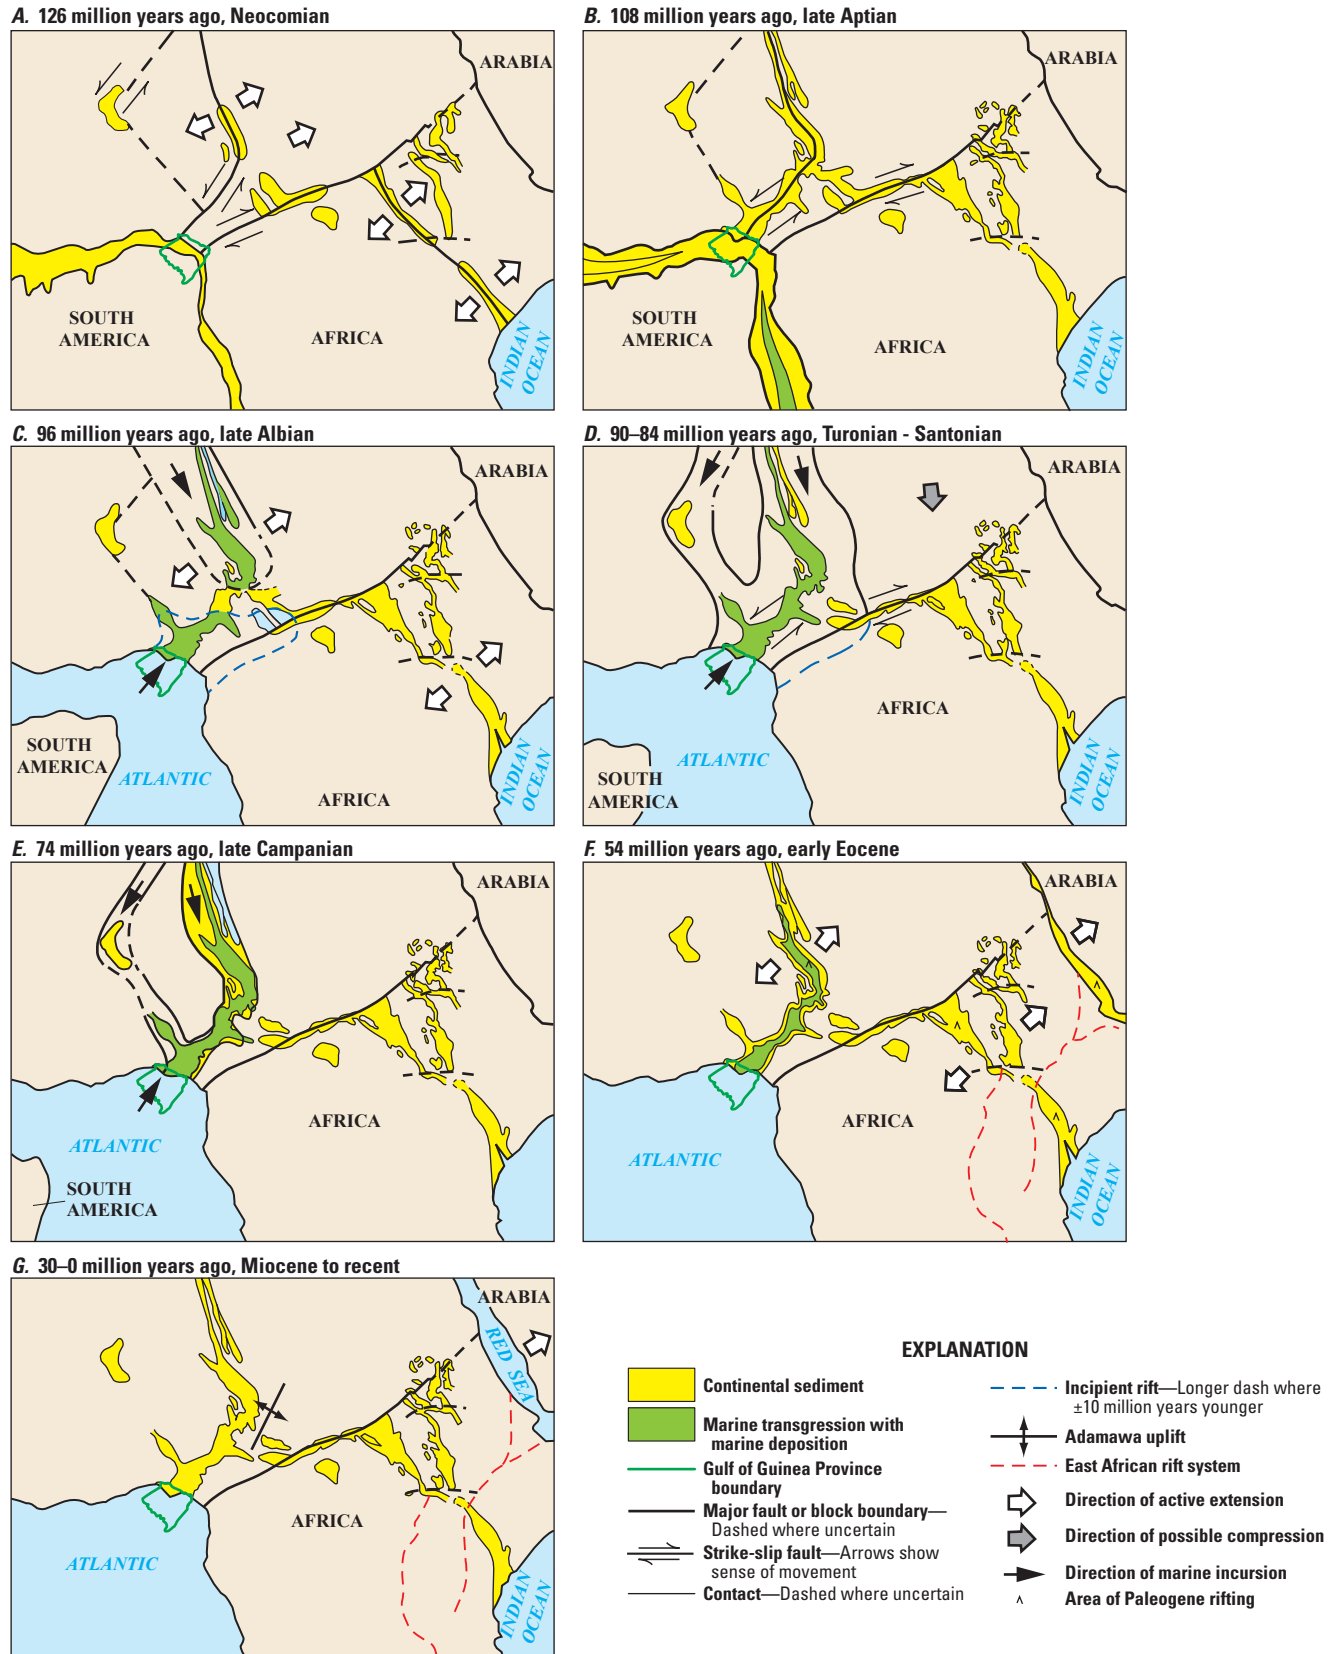 A. 126 million years ago, Neocomian
ARABIA
SOUTH
AMERICA
AFRICA
INDIAN
OCEAN
B. 108 million years ago, late Aptian
ARABIA
SOUTH
AMERICA
AFRICA
INDIAN
OCEAN
C. 96 million years ago, late Albian
ARABIA
SOUTH
AMERICA
ATLANTIC
AFRICA
INDIAN
OCEAN
D. 90–84 million years ago, Turonian - Santonian
ARABIA
AFRICA
ATLANTIC
SOUTH
AMERICA
INDIAN
OCEAN
E. 74 million years ago, late Campanian
ARABIA
AFRICA
ATLANTIC
SOUTH
AMERICA
F. 54 million years ago, early Eocene
ARABIA
AFRICA
ATLANTIC
INDIAN
OCEAN
G. 30–0 million years ago, Miocene to recent
ARABIA
RED SEA
AFRICA
ATLANTIC
INDIAN
OCEAN
EXPLANATION
Continental sediment
Marine transgression with
marine deposition
Gulf of Guinea Province
boundary
Major fault or block boundary—
Dashed where uncertain
Strike-slip fault—Arrows show
sense of movement
Contact—Dashed where uncertain
Incipient rift—Longer dash where
±10 million years younger
Adamawa uplift
East African rift system
Direction of active extension
Direction of possible compression
Direction of marine incursion
Area of Paleogene rifting